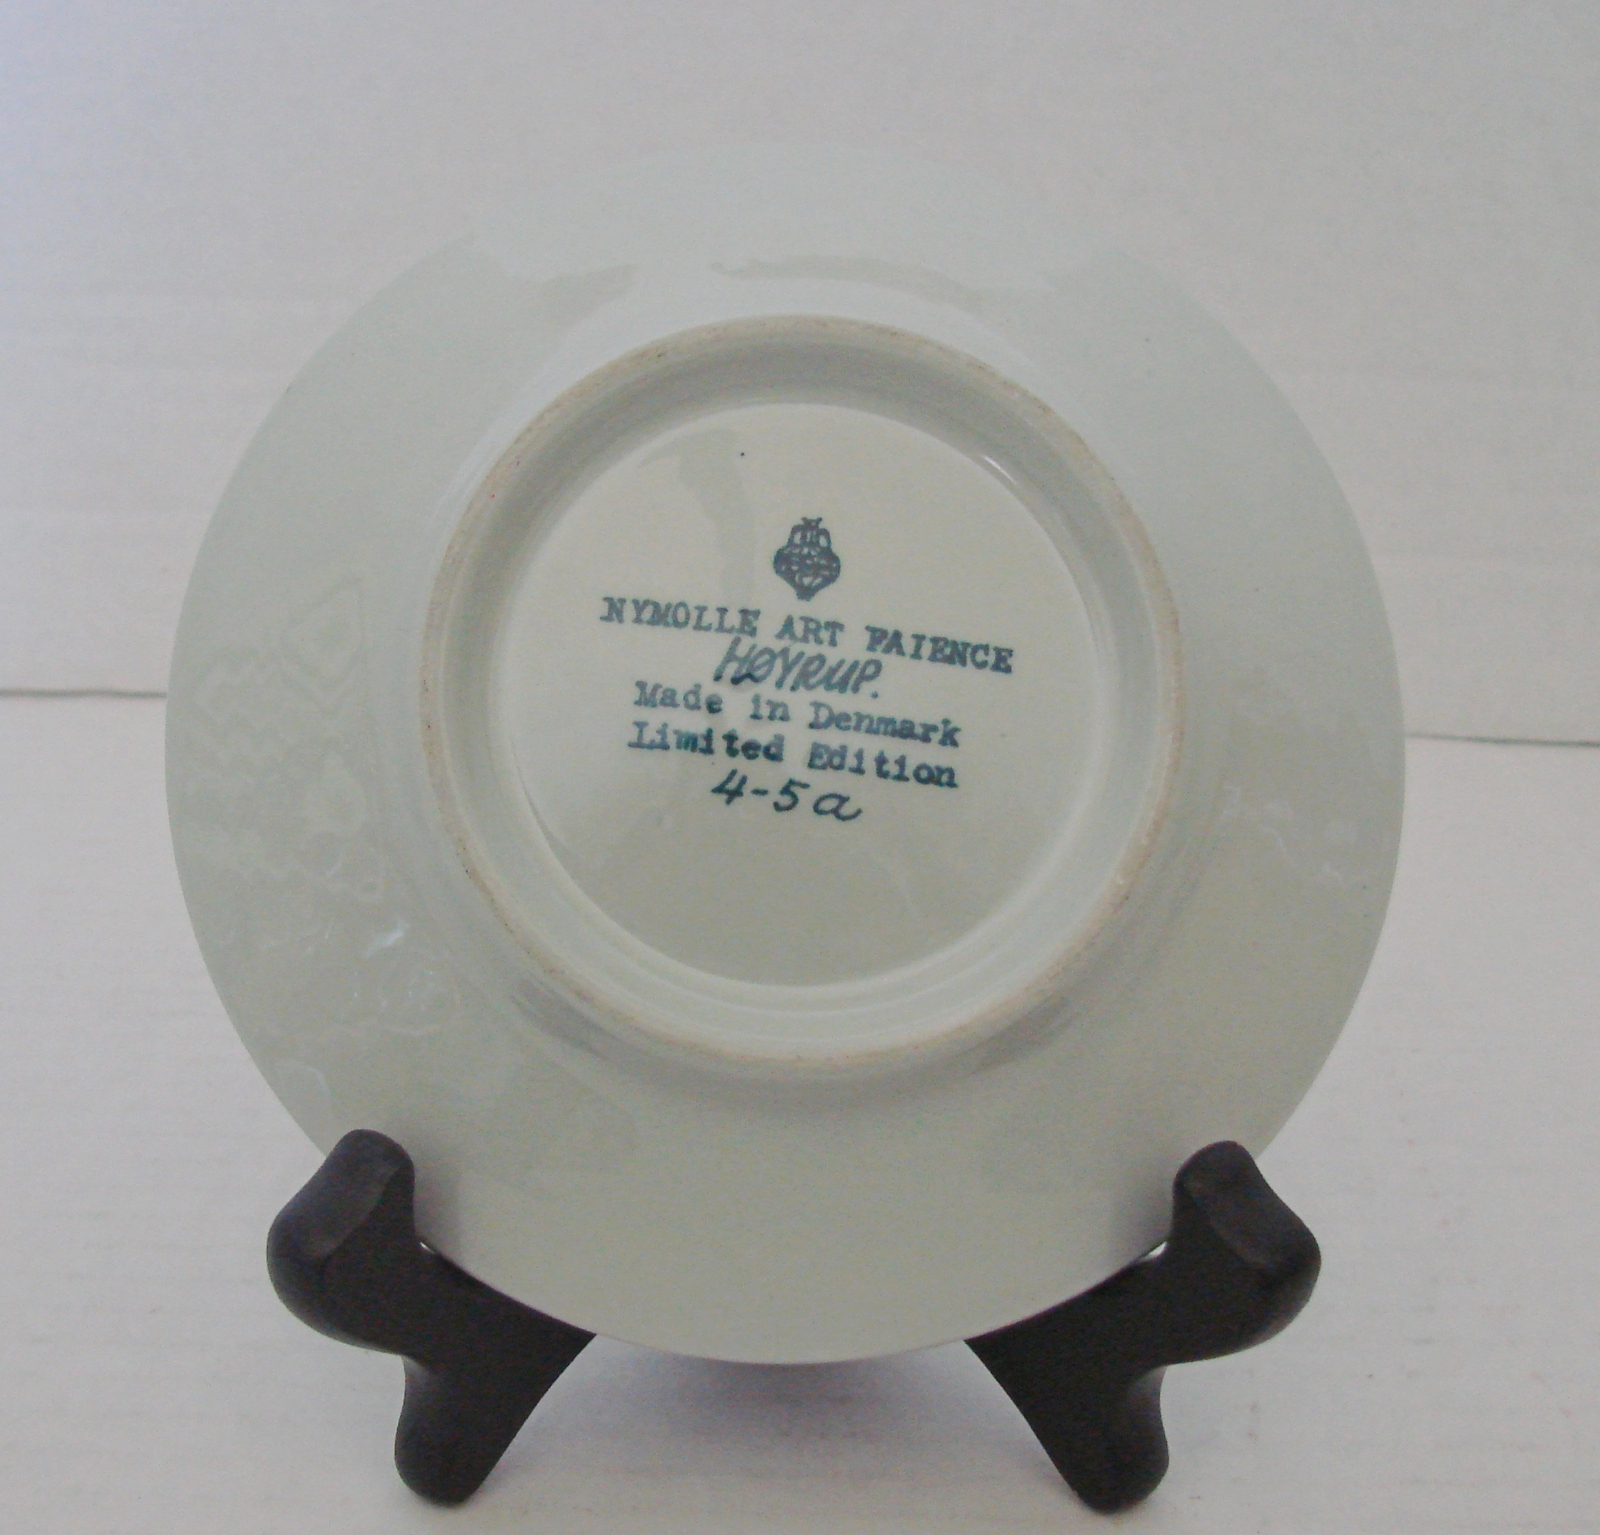 NYMOLLE ART FAIENCE
HØYRUP.
Made in Denmark
Limited Edition
4-5a